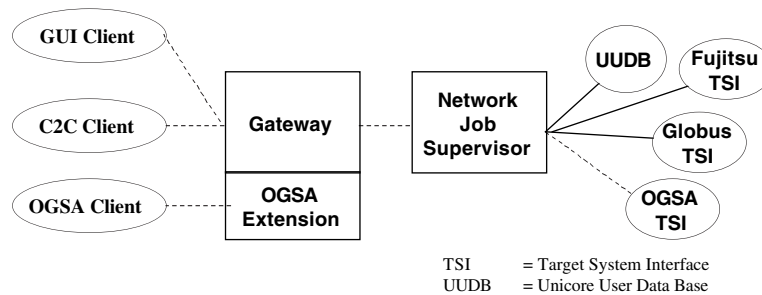 GUI Client
C2C Client
OGSA Client
Gateway
OGSA
Extension
Network
Job
Supervisor
UUDB
Fujitsu
TSI
Globus
TSI
OGSA
TSI
TSI = Target System Interface
UUDB = Unicore User Data Base